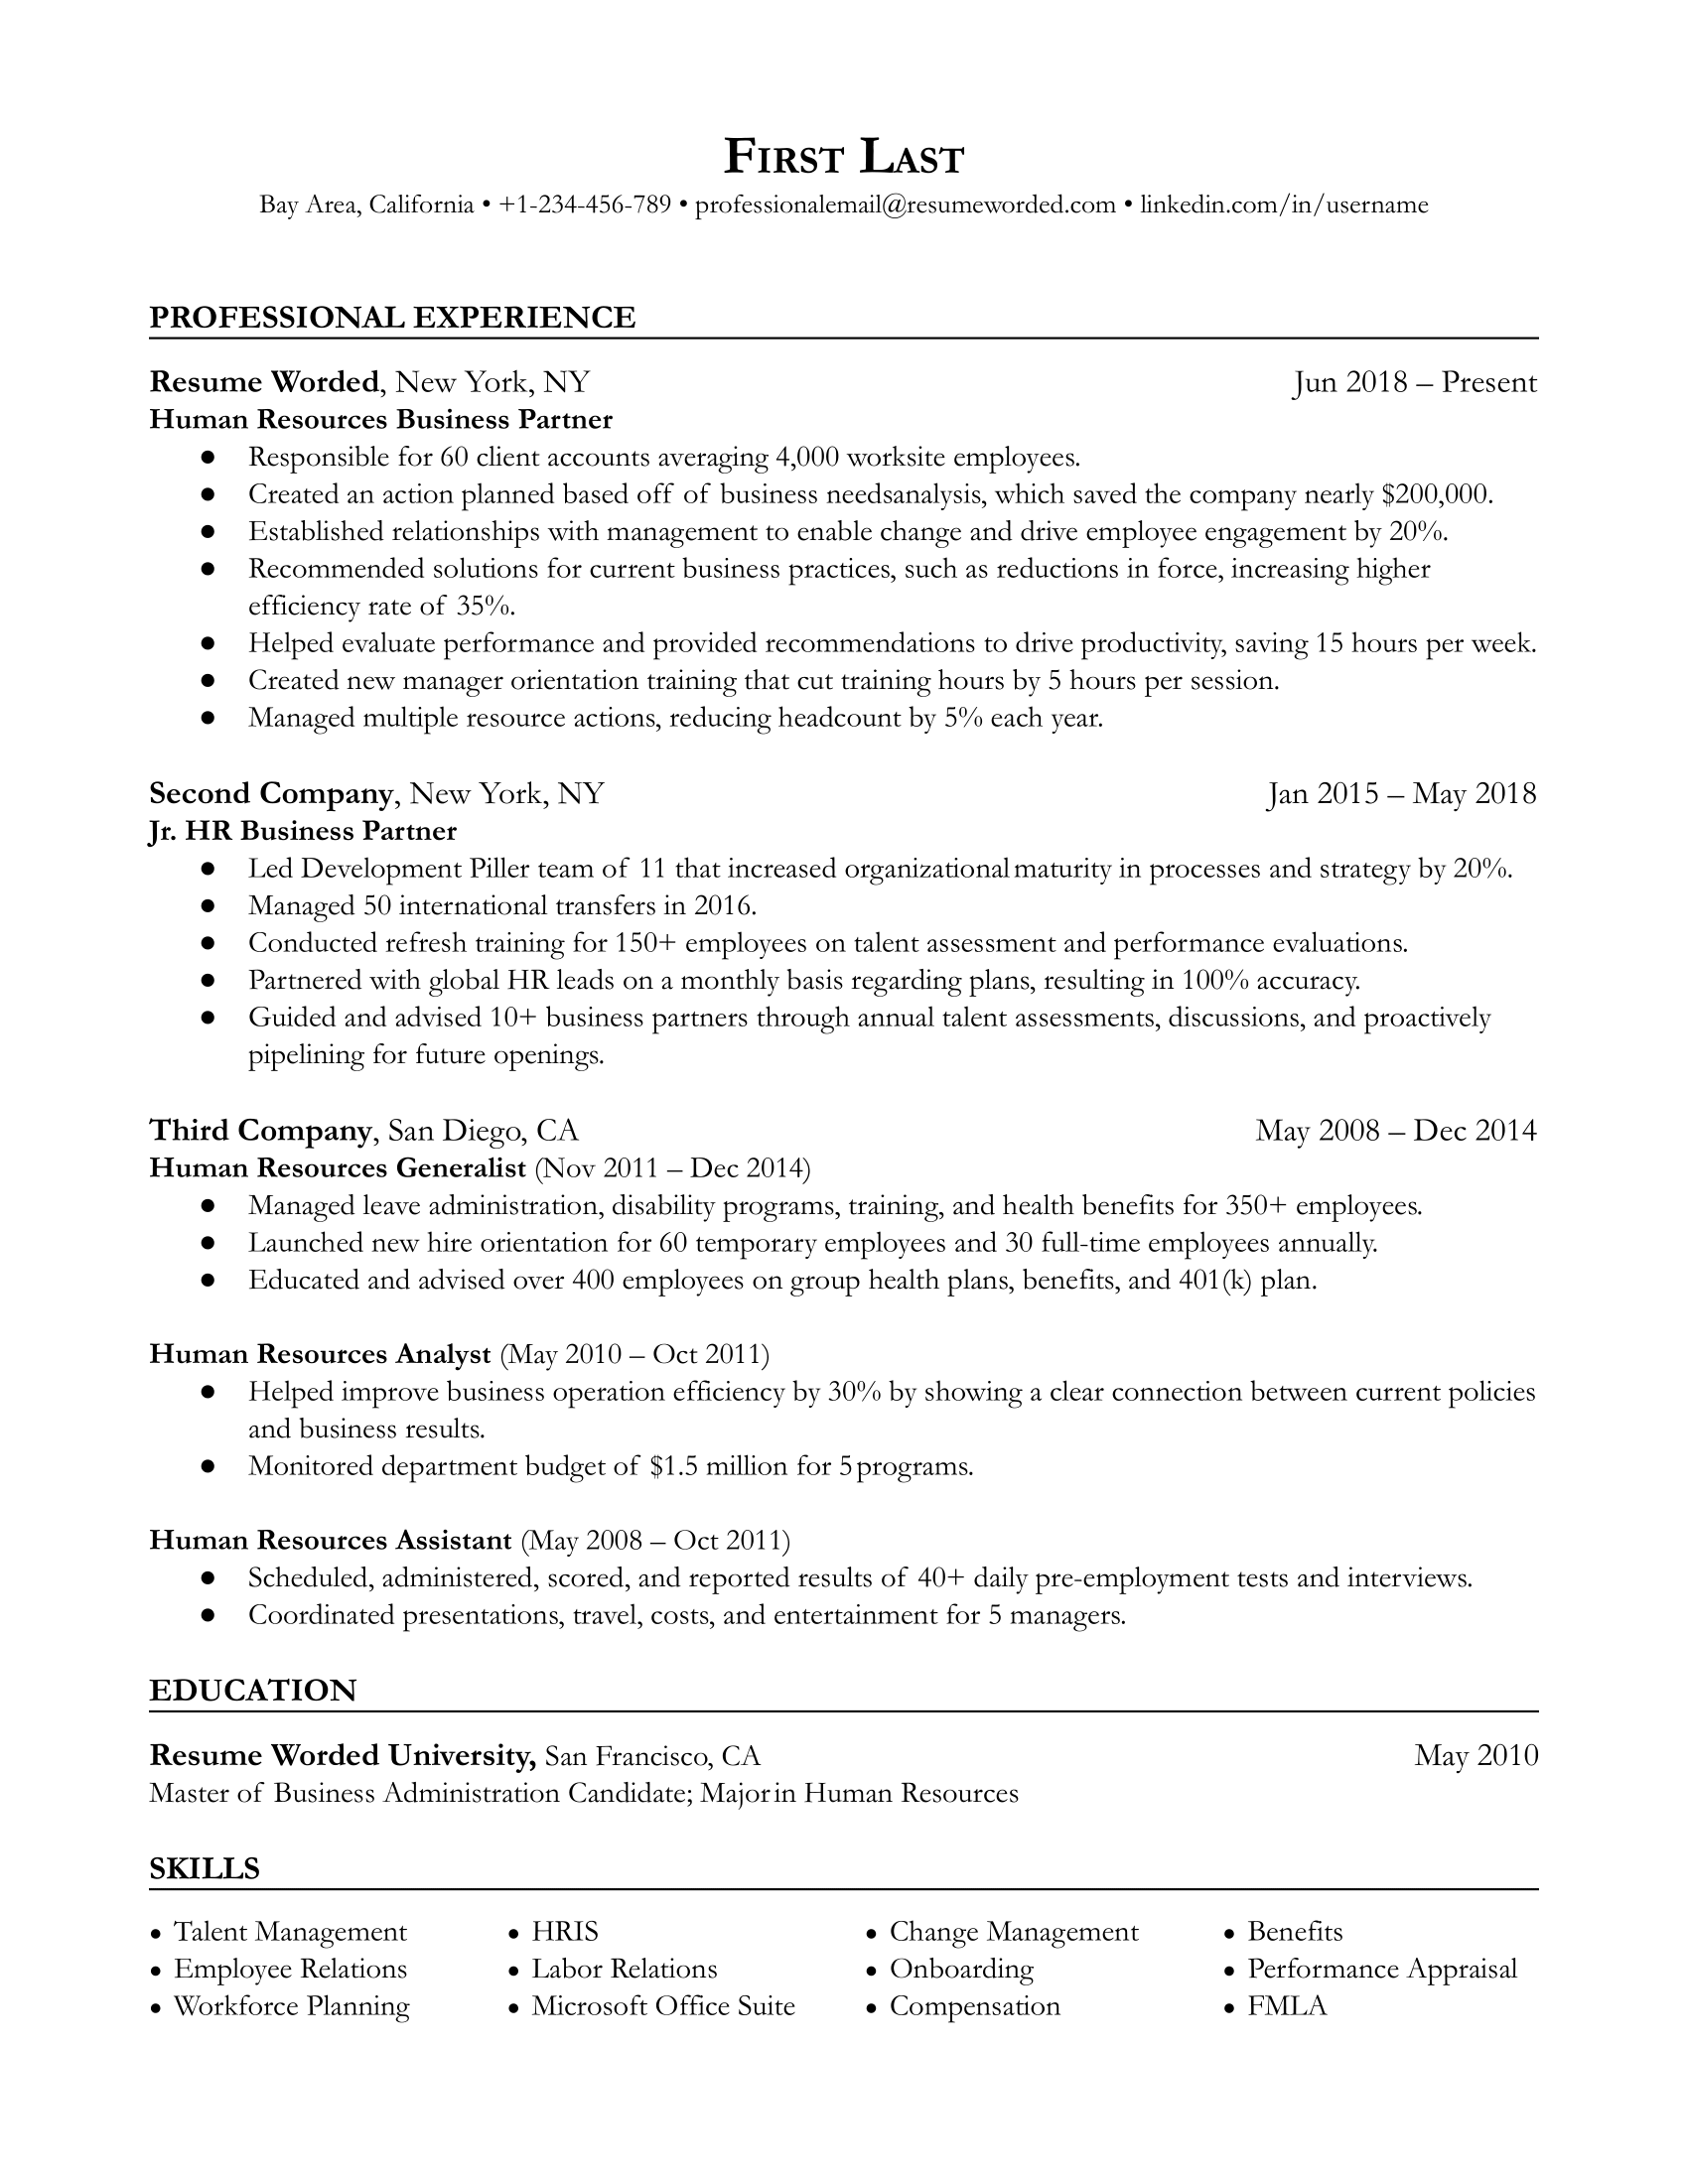 First Last
Bay Area, California • +1-234-456-789 • professionalemail@resumeworded.com • linkedin.com/in/username
PROFESSIONAL EXPERIENCE
Resume Worded, New York, NY Jun 2018 – Present
Human Resources Business Partner
● Responsible for 60 client accounts averaging 4,000 worksite employees.
● Created an action planned based off of business needsanalysis, which saved the company nearly $200,000.
● Established relationships with management to enable change and drive employee engagement by 20%.
● Recommended solutions for current business practices, such as reductions in force, increasing higher
efficiency rate of 35%.
● Helped evaluate performance and provided recommendations to drive productivity, saving 15 hours per week.
● Created new manager orientation training that cut training hours by 5 hours per session.
● Managed multiple resource actions, reducing headcount by 5% each year.
Second Company, New York, NY Jan 2015 – May 2018
Jr. HR Business Partner
● Led Development Piller team of 11 that increased organizational maturity in processes and strategy by 20%.
● Managed 50 international transfers in 2016.
● Conducted refresh training for 150+ employees on talent assessment and performance evaluations.
● Partnered with global HR leads on a monthly basis regarding plans, resulting in 100% accuracy.
● Guided and advised 10+ business partners through annual talent assessments, discussions, and proactively
pipelining for future openings.
Third Company, San Diego, CA May 2008 – Dec 2014
Human Resources Generalist (Nov 2011 – Dec 2014)
● Managed leave administration, disability programs, training, and health benefits for 350+ employees.
● Launched new hire orientation for 60 temporary employees and 30 full-time employees annually.
● Educated and advised over 400 employees on group health plans, benefits, and 401(k) plan.
Human Resources Analyst (May 2010 – Oct 2011)
● Helped improve business operation efficiency by 30% by showing a clear connection between current policies
and business results.
● Monitored department budget of $1.5 million for 5 programs.
Human Resources Assistant (May 2008 – Oct 2011)
● Scheduled, administered, scored, and reported results of 40+ daily pre-employment tests and interviews.
● Coordinated presentations, travel, costs, and entertainment for 5 managers.
EDUCATION
Resume Worded University, San Francisco, CA May 2010
Master of Business Administration Candidate; Major in Human Resources
SKILLS
• Talent Management • HRIS • Change Management • Benefits
• Employee Relations • Labor Relations • Onboarding • Performance Appraisal
• Workforce Planning • Microsoft Office Suite • Compensation • FMLA